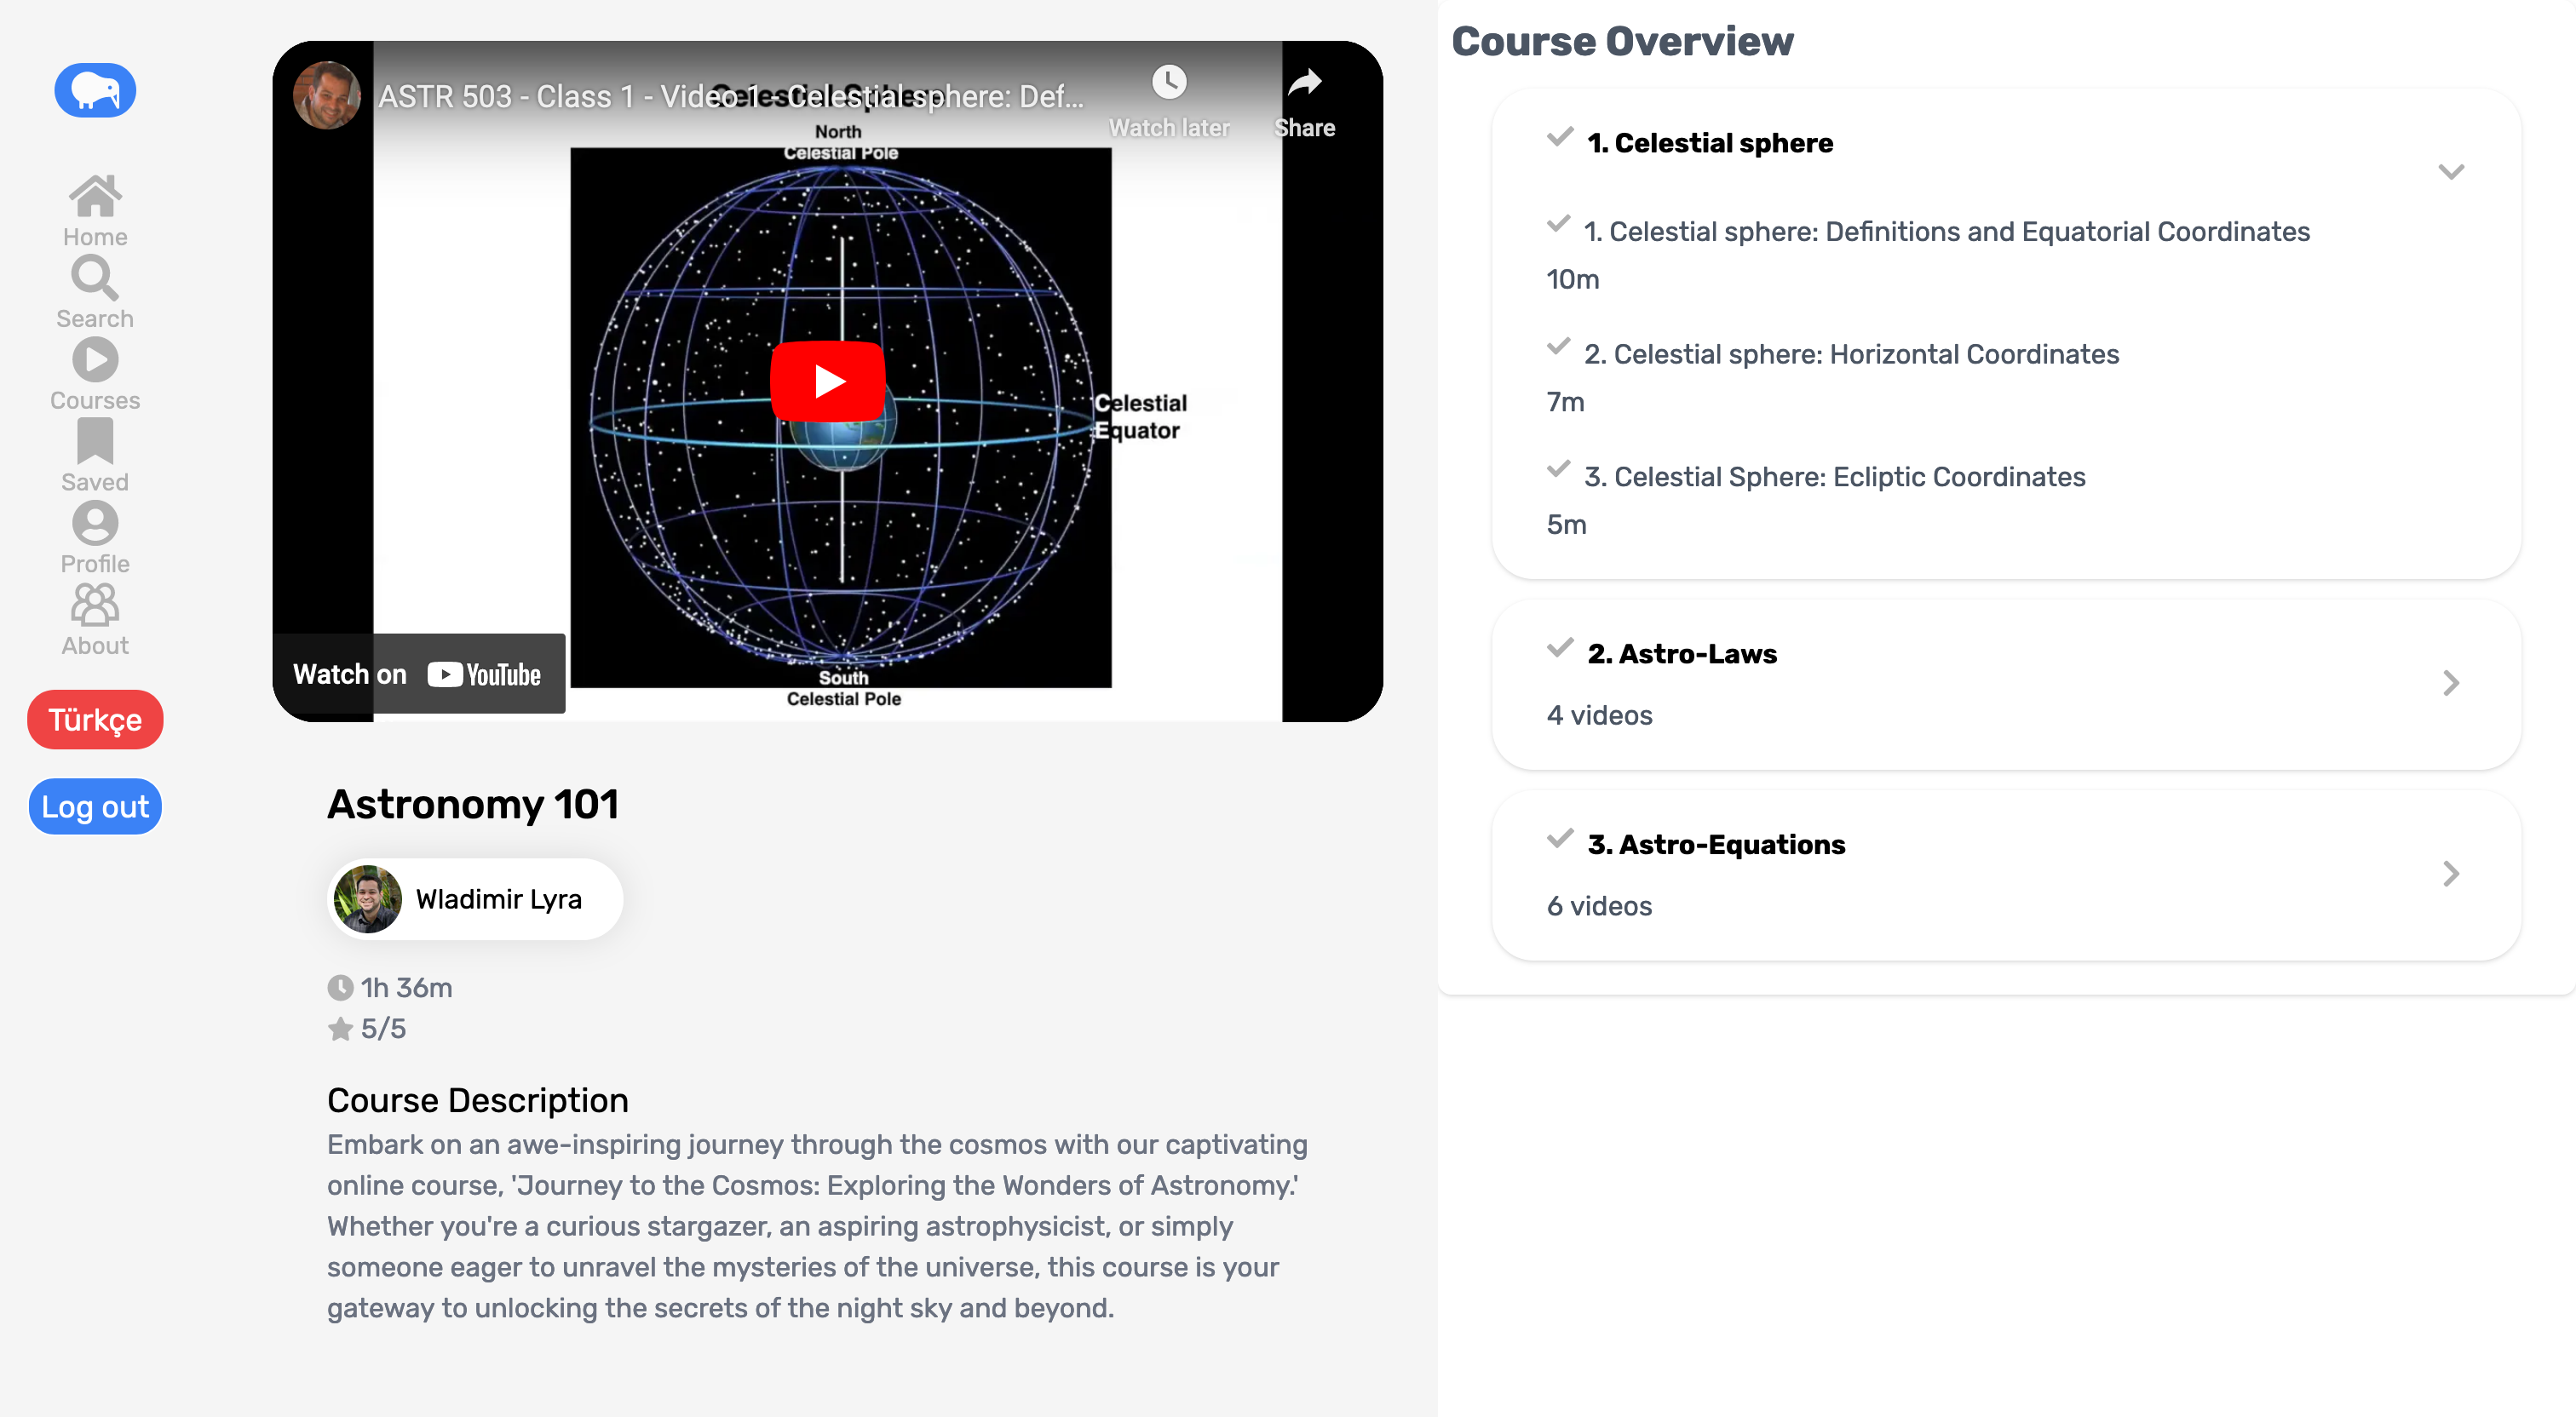 Home
Search
Courses
Saved
Profile
About
Türkçe
Log out
ASTR 503 - Class 1 - Video 1 - Celestial sphere: Def...
Watch later
Share
Celestial Sphere
North
Celestial Pole
Celestial
Equator
South
Celestial Pole
Watch on YouTube
Astronomy 101
Wladimir Lyra
1h 36m
5/5
Course Description
Embark on an awe-inspiring journey through the cosmos with our captivating
online course, 'Journey to the Cosmos: Exploring the Wonders of Astronomy.'
Whether you're a curious stargazer, an aspiring astrophysicist, or simply
someone eager to unravel the mysteries of the universe, this course is your
gateway to unlocking the secrets of the night sky and beyond.
Course Overview
1. Celestial sphere
1. Celestial sphere: Definitions and Equatorial Coordinates
10m
2. Celestial sphere: Horizontal Coordinates
7m
3. Celestial Sphere: Ecliptic Coordinates
5m
2. Astro-Laws
4 videos
3. Astro-Equations
6 videos